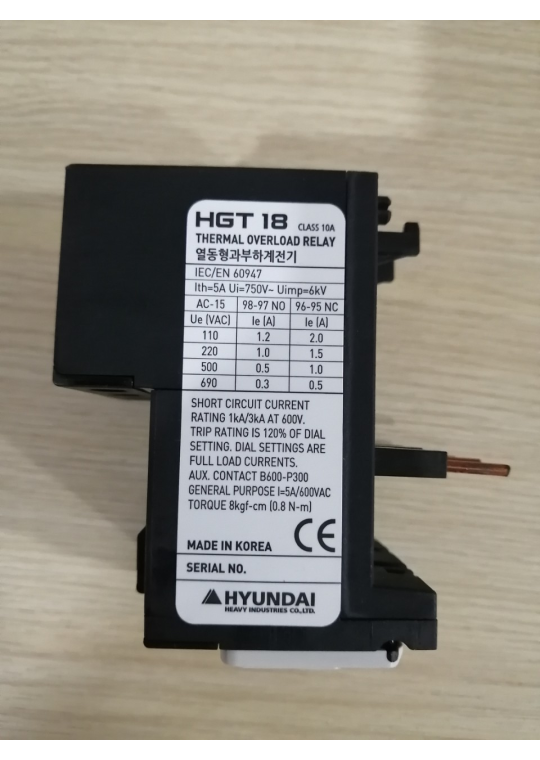 HGT 18 CLASS 10A
THERMAL OVERLOAD RELAY
열동형과부하계전기
IEC/EN 60947
Ith=5A Ui=750V~ Uimp=6kV
AC-15 98-97 NO 96-95 NC
Ue (VAC) Ie (A) Ie (A)
110 1.2 2.0
220 1.0 1.5
500 0.5 1.0
690 0.3 0.5
SHORT CIRCUIT CURRENT
RATING 1kA/3kA AT 600V.
TRIP RATING IS 120% OF DIAL
SETTING. DIAL SETTINGS ARE
FULL LOAD CURRENTS.
AUX. CONTACT B600-P300
GENERAL PURPOSE I=5A/600VAC
TORQUE 8kgf-cm (0.8 N-m)
MADE IN KOREA CE
SERIAL NO.
HYUNDAI
HEAVY INDUSTRIES CO.,LTD.